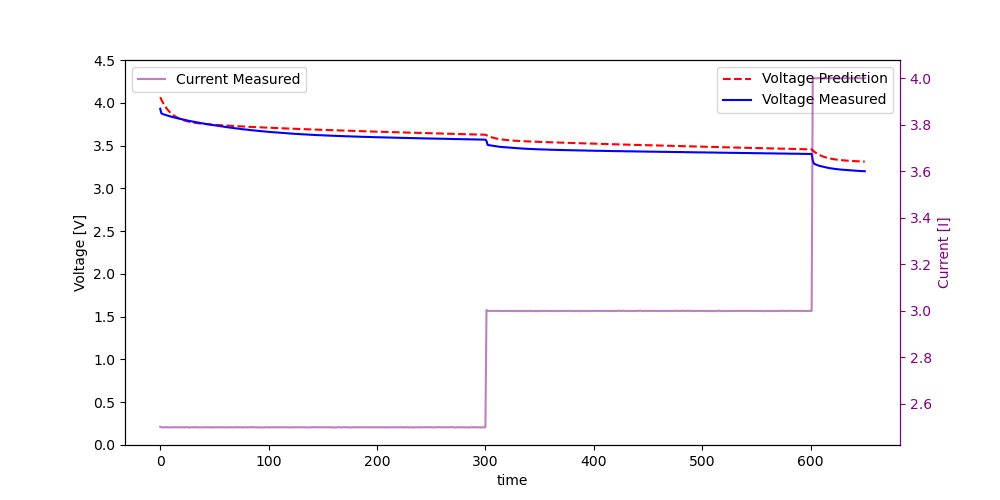 Current Measured
Voltage Prediction
Voltage Measured
4.5
4.0
3.5
3.0
2.5
2.0
1.5
1.0
0.5
0.0
Voltage [V]
4.0
3.8
3.6
3.4
3.2
3.0
2.8
2.6
Current [I]
0 100 200 300 400 500 600
time